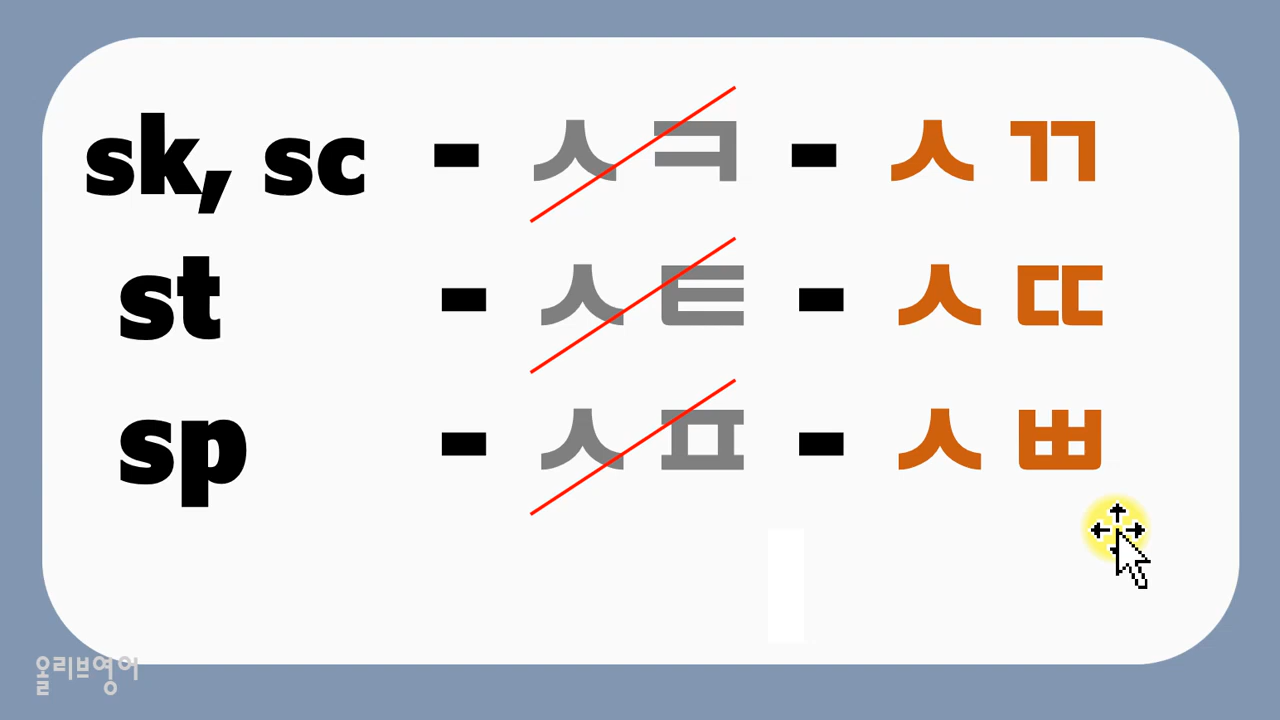 sk, sc - ㅅ ㅋ - ㅅ ㄲ
st - ㅅ ㅌ - ㅅ ㄸ
sp - ㅅ ㅍ - ㅅ ㅃ
올리브영어